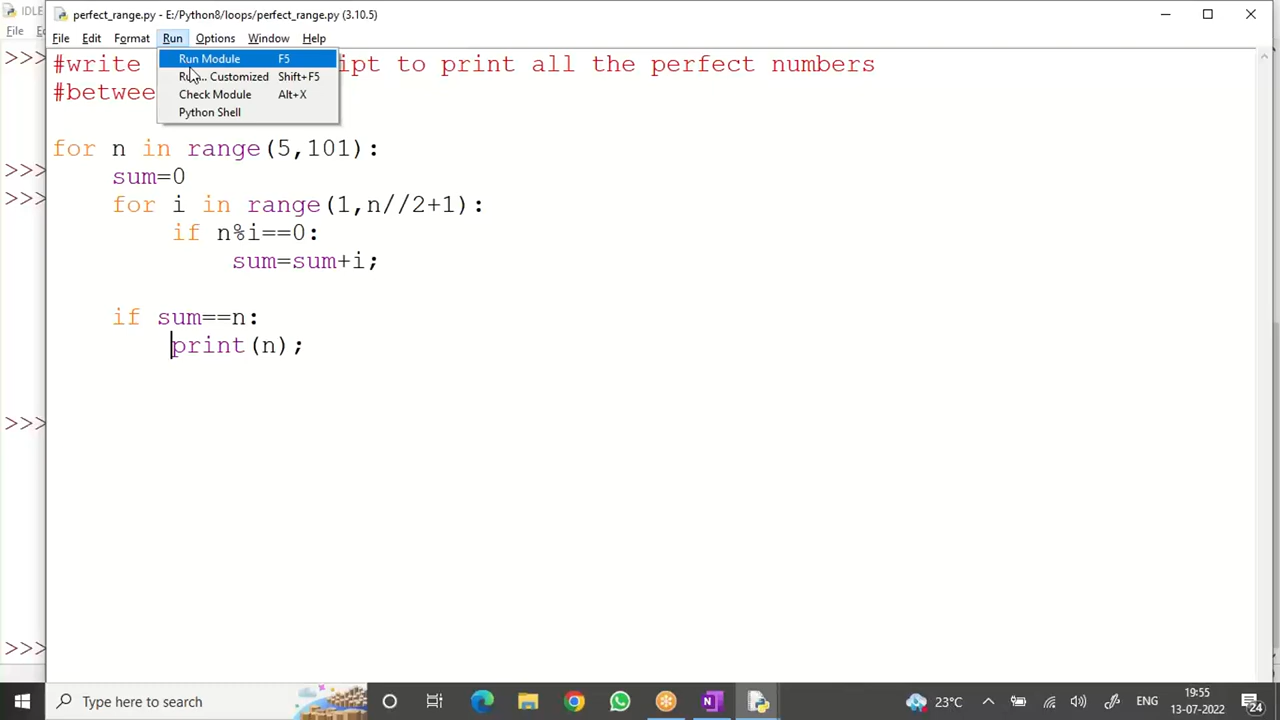 IDLE
perfect_range.py - E:/Python8/loops/perfect_range.py (3.10.5)
File
File Edit Format Run Options Window Help
Run Module F5
Customized Shift+F5
Check Module Alt+X
Python Shell
>>>
#write ipt to print all the perfect numbers
#betwee
for n in range(5,101):
>>>
sum=0
>>>
for i in range(1,n//2+1):
if n%i==0:
sum=sum+i;
if sum==n:
print(n);
>>>
>>>
Type here to search
23°C
ENG
19:55
13-07-2022
24